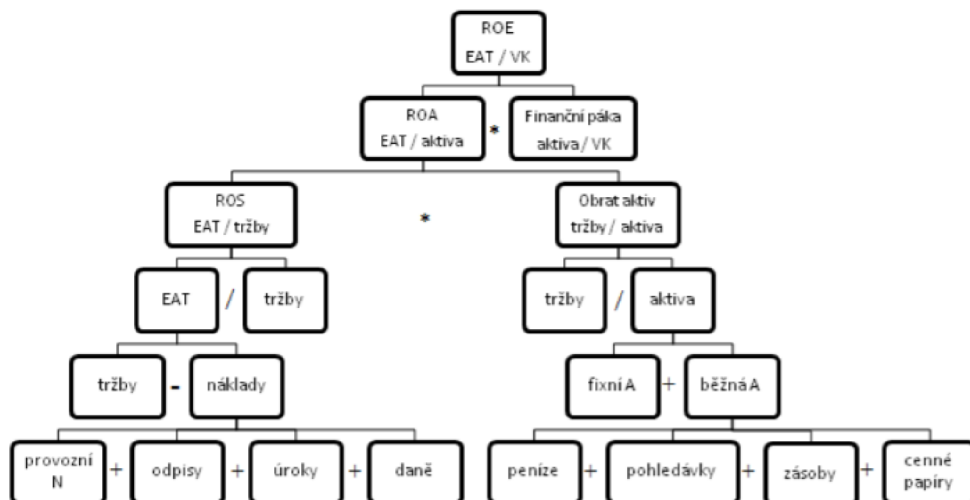 ROE
EAT / VK
ROA
EAT / aktiva
*
Finanční páka
aktiva / VK
ROS
EAT / tržby
*
Obrat aktiv
tržby / aktiva
EAT / tržby
tržby / aktiva
tržby - náklady
fixní A + běžná A
provozní
N
+ odpisy + úroky + daně
peníze + pohledávky + zásoby +
cenné
papíry